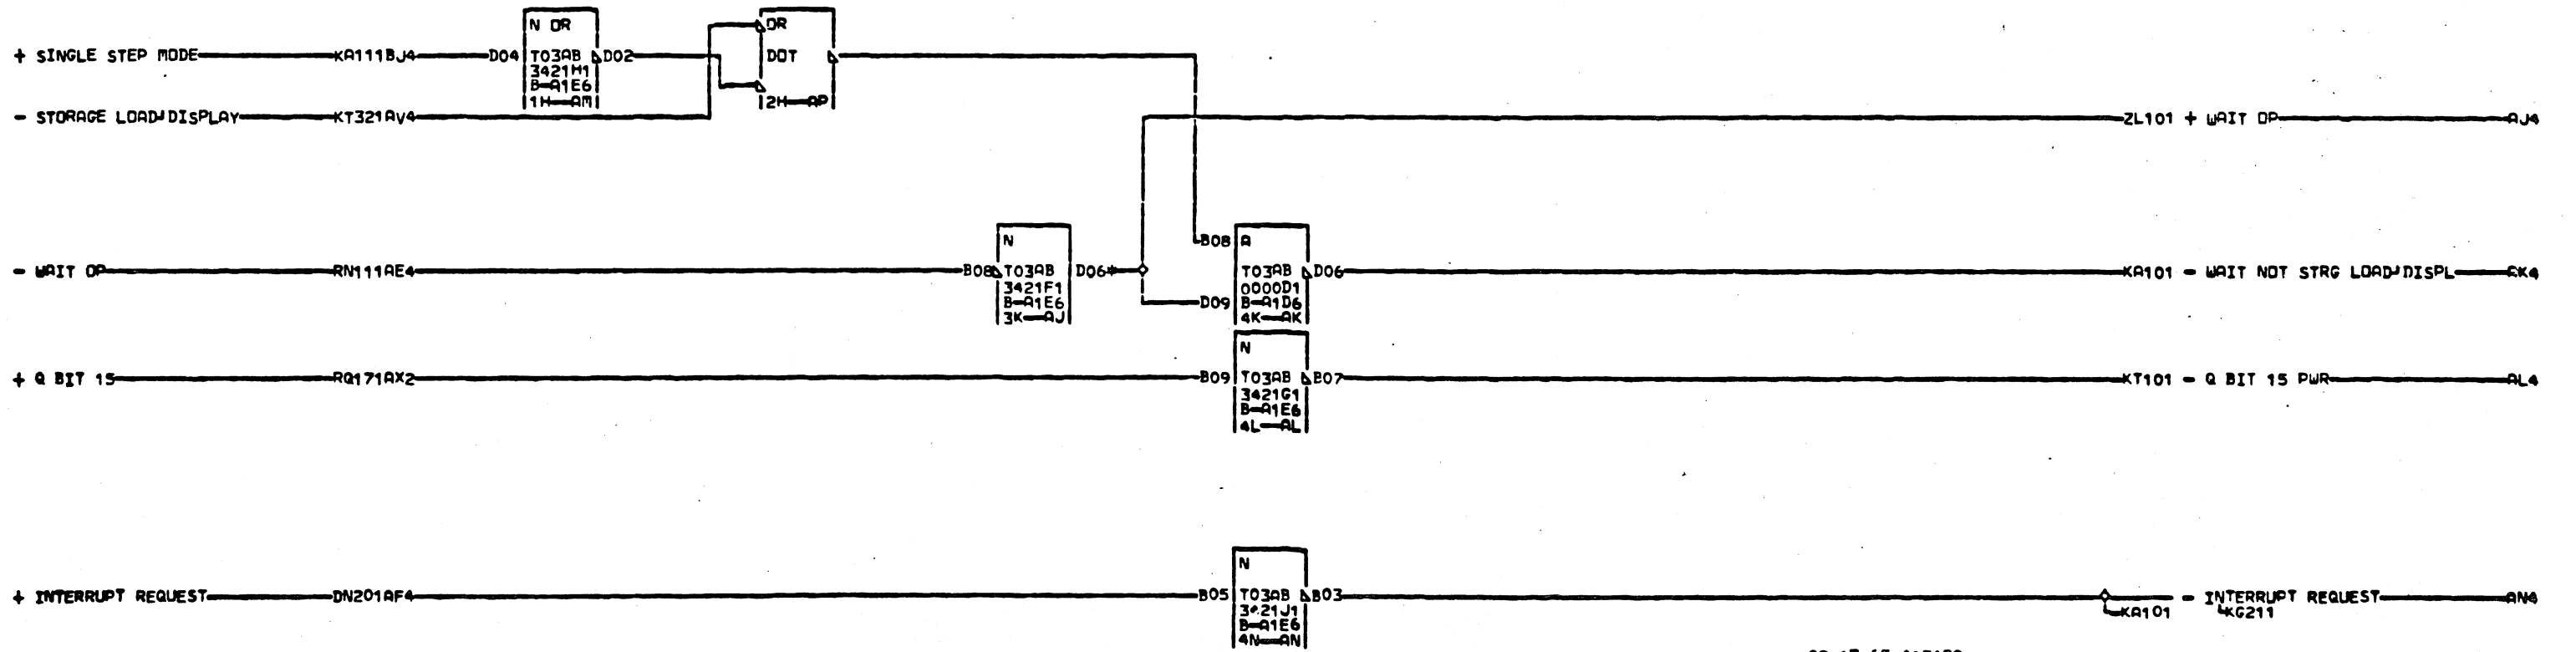 N OR
OR
+ SINGLE STEP MODE KA111BJ4 D04 T03AB D02 DOT
3421H1
B-A1E6
1H AM 2H AP
- STORAGE LOAD/DISPLAY KT321AV4 ZL101 + WAIT OP AJ4
N B08 A
- WAIT OP RN111AE4 B08 T03AB D06* T03AB D06 KA101 - WAIT NOT STRG LOAD/DISPL AK4
3421F1 0000D1
B-A1E6 D09 B-A1D6
3K AJ 4K AK
N
+ Q BIT 15 RQ171AX2 B09 T03AB B07 KT101 - Q BIT 15 PWR AL4
3421G1
B-A1E6
4L AL
N
+ INTERRUPT REQUEST DN201AF4 B05 T03AB B03 - INTERRUPT REQUEST AN4
3421J1 KA101 KG211
B-A1E6
4N AN